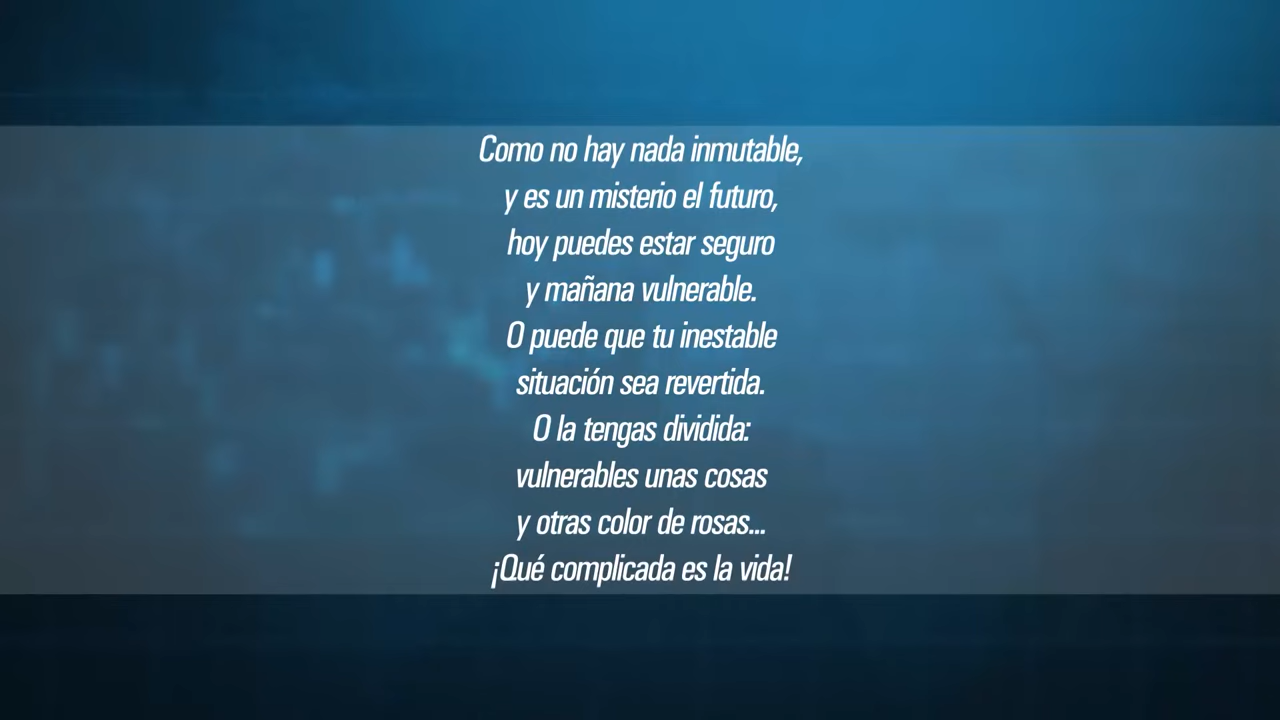 Como no hay nada inmutable,
y es un misterio el futuro,
hoy puedes estar seguro
y mañana vulnerable.
O puede que tu inestable
situación sea revertida.
O la tengas dividida:
vulnerables unas cosas
y otras color de rosas...
¡Qué complicada es la vida!